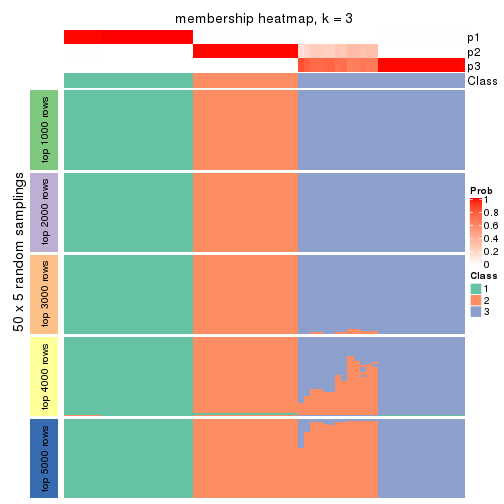 membership heatmap, k = 3
p1
p2
p3
Class
50 x 5 random samplings
top 1000 rows
top 2000 rows
top 3000 rows
top 4000 rows
top 5000 rows
Prob
1
0.8
0.6
0.4
0.2
0
Class
1
2
3